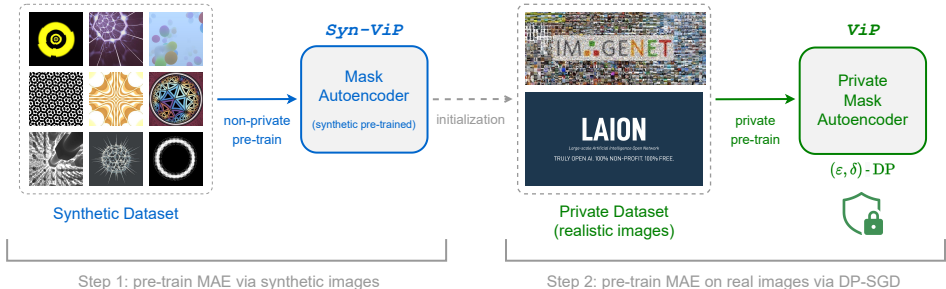 Syn-ViP
Mask
Autoencoder
(synthetic pre-trained)
non-private
pre-train
initialization
Synthetic Dataset
Step 1: pre-train MAE via synthetic images
IMAGENET
LAION
Large-scale Artificial Intelligence Open Network
TRULY OPEN AI. 100% NON-PROFIT. 100% FREE.
Private Dataset
(realistic images)
private
pre-train
ViP
Private
Mask
Autoencoder
(ε, δ) - DP
Step 2: pre-train MAE on real images via DP-SGD